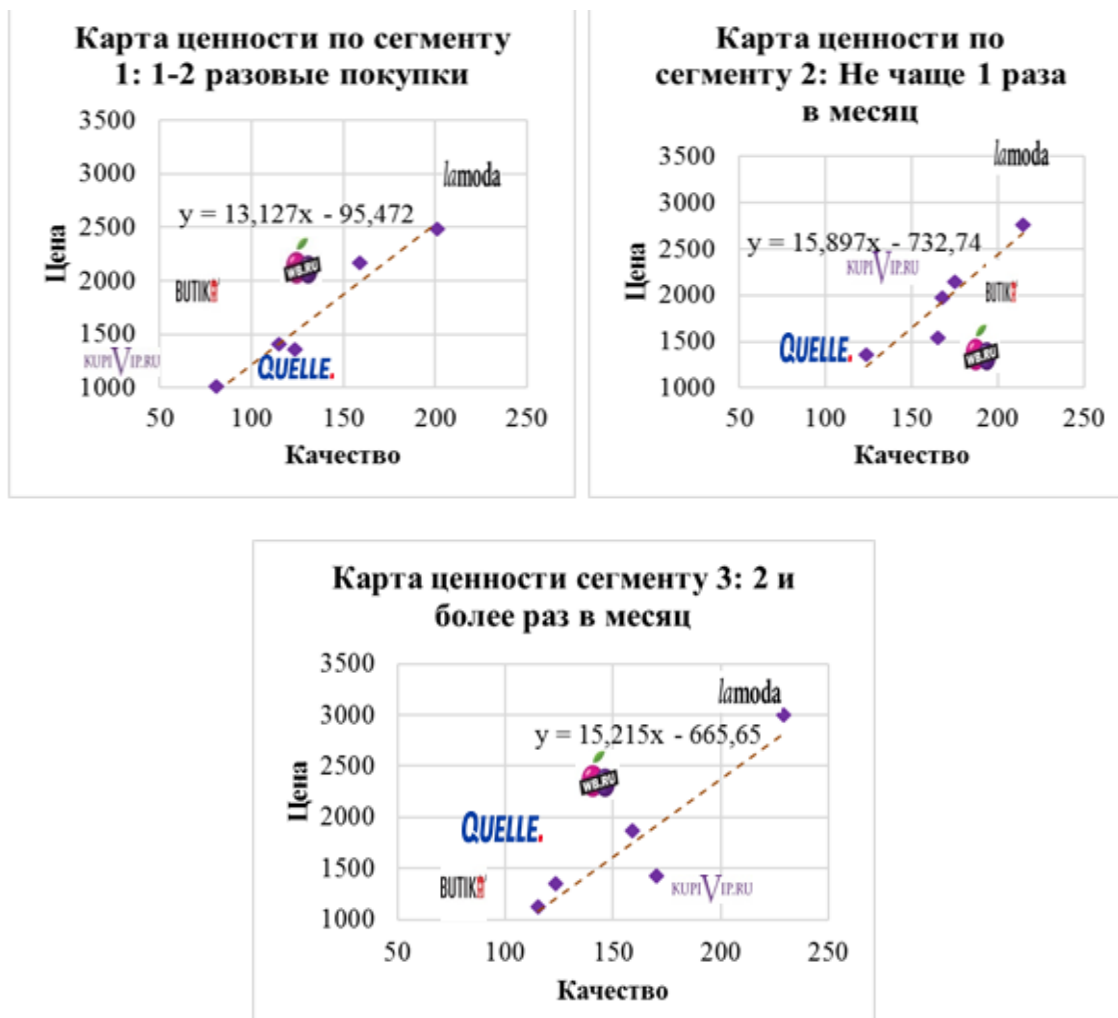 Карта ценности по сегменту
1: 1-2 разовые покупки
3500
3000
2500
2000
1500
1000
Цена
y = 13,127x - 95,472
lamoda
WB.RU
BUTIK
KUPIVIP.RU
QUELLE.
50 100 150 200 250
Качество
Карта ценности по
сегменту 2: Не чаще 1 раза
в месяц
3500
3000
2500
2000
1500
1000
Цена
lamoda
y = 15,897x - 732,74
KUPIVIP.RU
BUTIK
QUELLE.
WB.RU
50 100 150 200 250
Качество
Карта ценности сегменту 3: 2 и
более раз в месяц
3500
3000
2500
2000
1500
1000
Цена
lamoda
y = 15,215x - 665,65
WB.RU
QUELLE.
BUTIK
KUPIVIP.RU
50 100 150 200 250
Качество